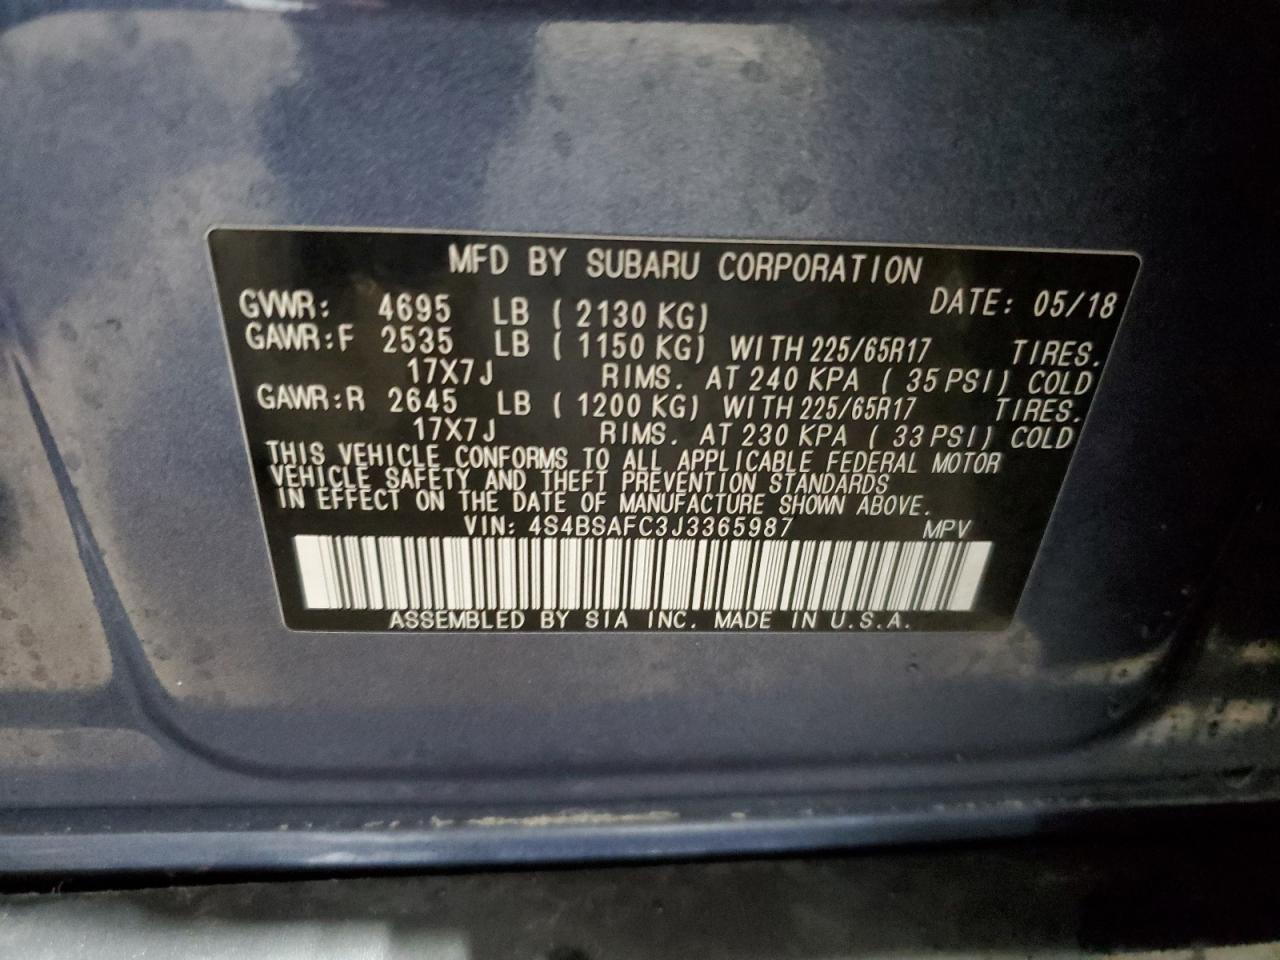 MFD BY SUBARU CORPORATION
DATE: 05/18
GVWR: 4695 LB ( 2130 KG)
GAWR:F 2535 LB ( 1150 KG) WITH 225/65R17 TIRES.
17X7J RIMS. AT 240 KPA ( 35 PSI) COLD
GAWR:R 2645 LB ( 1200 KG) WITH 225/65R17 TIRES.
17X7J RIMS. AT 230 KPA ( 33 PSI) COLD
THIS VEHICLE CONFORMS TO ALL APPLICABLE FEDERAL MOTOR
VEHICLE SAFETY AND THEFT PREVENTION STANDARDS
IN EFFECT ON THE DATE OF MANUFACTURE SHOWN ABOVE.
VIN: 4S4BSAFC3J3365987 MPV
ASSEMBLED BY SIA INC. MADE IN U.S.A.